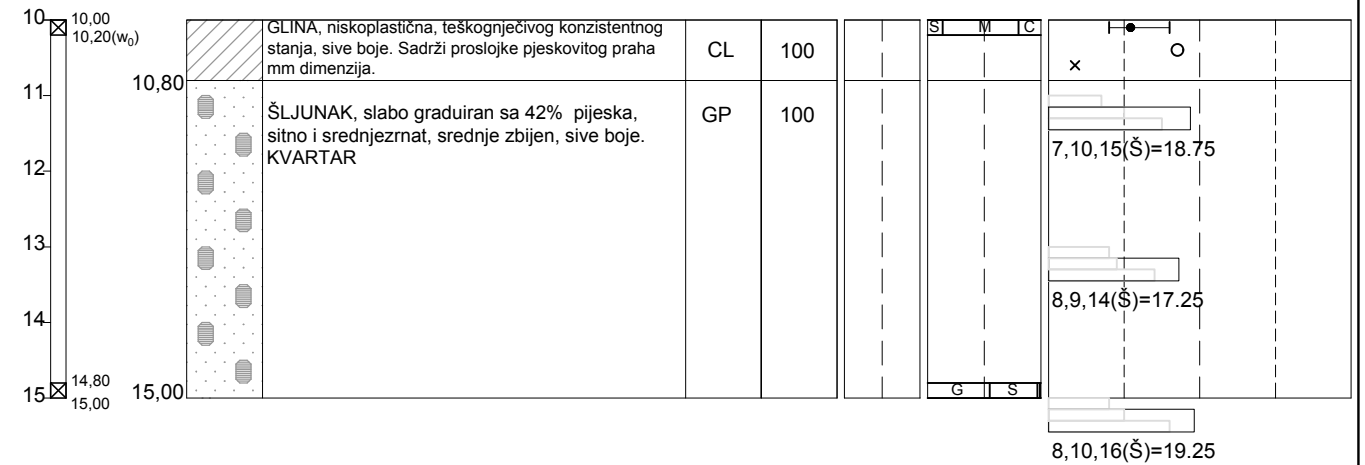 10
10,00
10,20(w0)
GLINA, niskoplastična, teškognječivog konzistentnog
stanja, sive boje. Sadrži proslojke pjeskovitog praha
mm dimenzija.
CL
100
S M C
10,80
11
ŠLJUNAK, slabo graduiran sa 42% pijeska,
sitno i srednjezrnat, srednje zbijen, sive boje.
KVARTAR
GP
100
7,10,15(Š)=18.75
12
13
8,9,14(Š)=17.25
14
14,80
15
15,00
15,00
G S
8,10,16(Š)=19.25